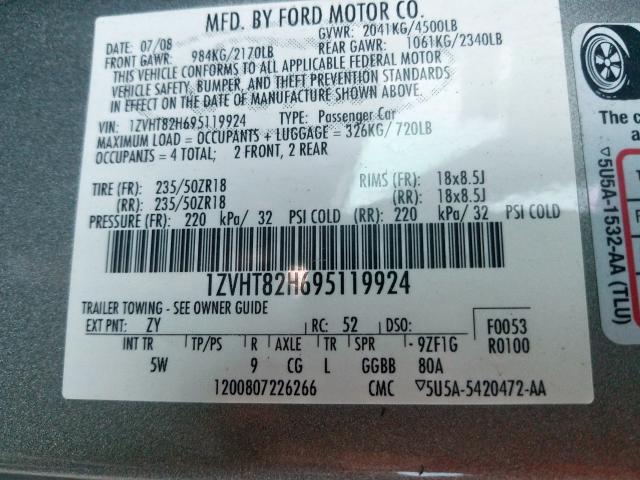 MFD. BY FORD MOTOR CO.
DATE: 07/08 GVWR: 2041KG/4500LB
FRONT GAWR: 984KG/2170LB REAR GAWR: 1061KG/2340LB
THIS VEHICLE CONFORMS TO ALL APPLICABLE FEDERAL MOTOR
VEHICLE SAFETY, BUMPER, AND THEFT PREVENTION STANDARDS
IN EFFECT ON THE DATE OF MANUFACTURE SHOWN ABOVE.
VIN: 1ZVHT82H695119924 TYPE: Passenger Car
MAXIMUM LOAD = OCCUPANTS + LUGGAGE = 326KG/720LB
OCCUPANTS = 4 TOTAL; 2 FRONT, 2 REAR
TIRE (FR): 235/50ZR18 RIMS (FR): 18x8.5J
(RR): 235/50ZR18 (RR): 18x8.5J
PRESSURE (FR): 220 kPa/ 32 PSI COLD (RR): 220 kPa/ 32 PSI COLD
1ZVHT82H695119924
TRAILER TOWING - SEE OWNER GUIDE
EXT PNT: ZY RC: 52 DSO: F0053
INT TR TP/PS R AXLE TR SPR - 9ZF1G R0100
5W 9 CG L GGBB 80A
1200807226266 CMC ▽5U5A-5420472-AA
The c
a
▽5U5A-1532-AA (TLU)